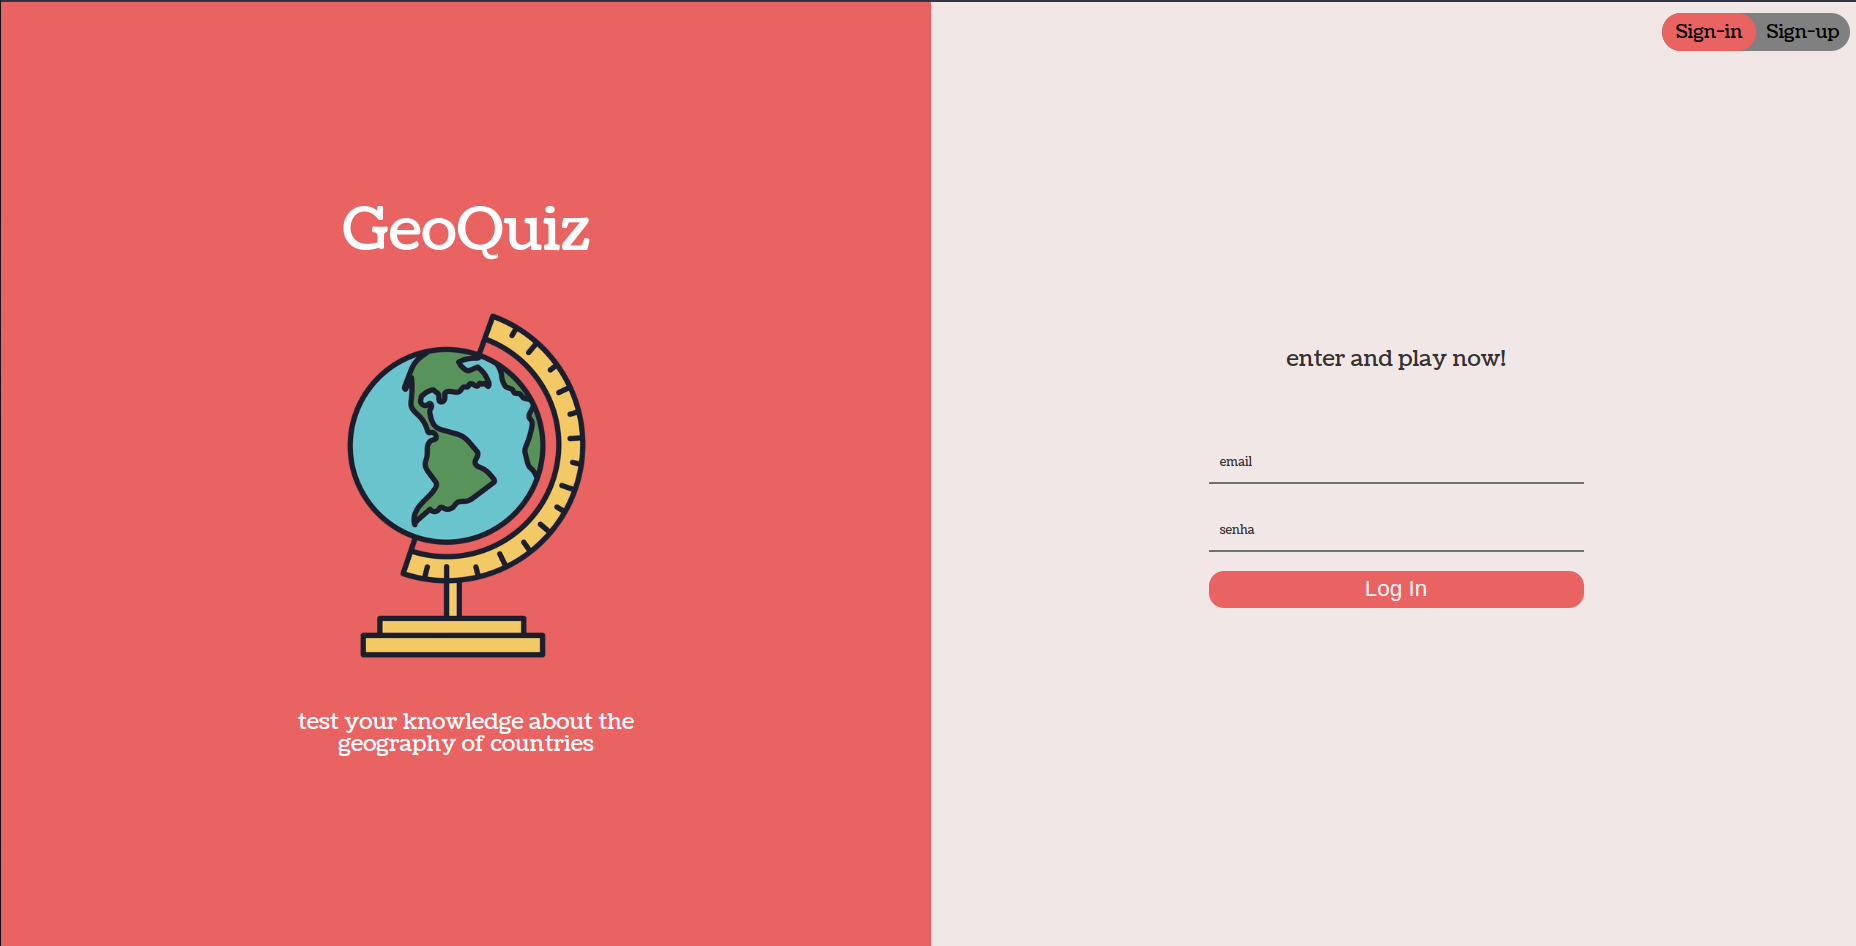 GeoQuiz
test your knowledge about the
geography of countries
Sign-in Sign-up
enter and play now!
email
senha
Log In